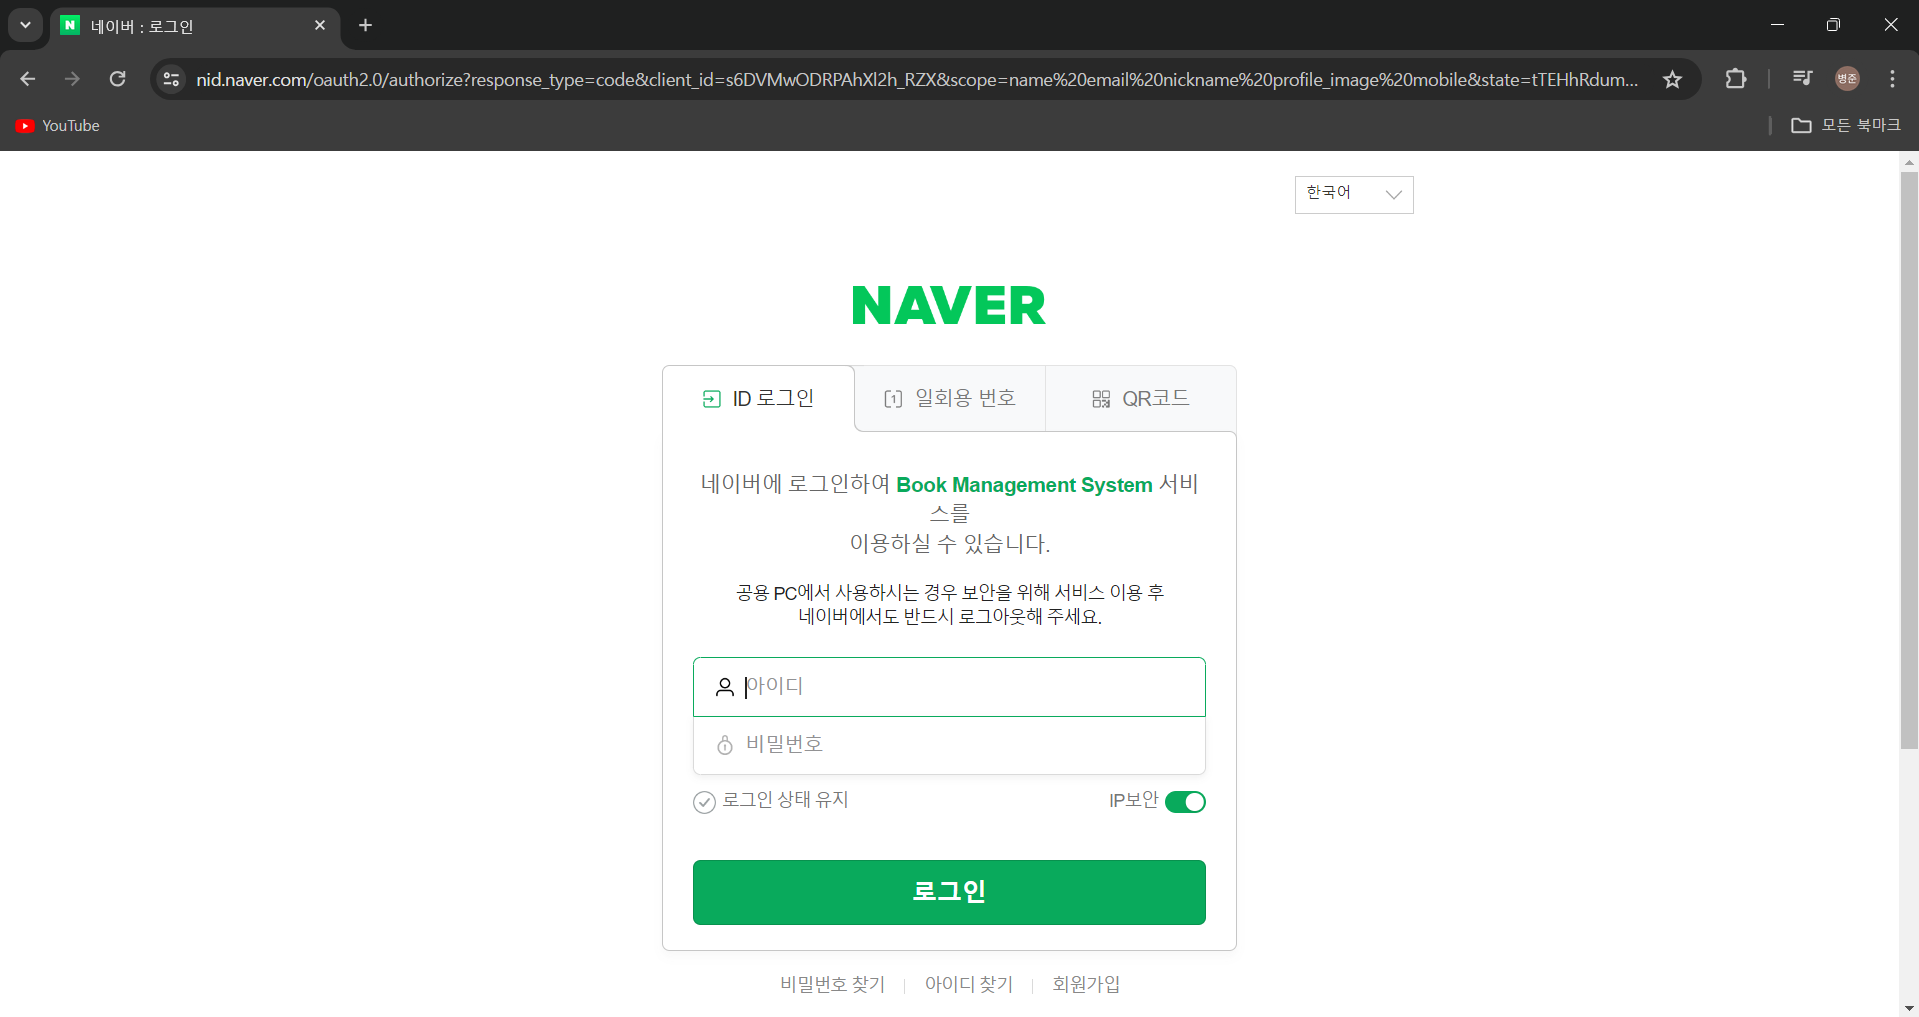 네이버 : 로그인
nid.naver.com/oauth2.0/authorize?response_type=code&client_id=s6DVMwODRPAhXl2h_RZX&scope=name%20email%20nickname%20profile_image%20mobile&state=tTEHhRdum...
병준
YouTube
모든 북마크
한국어
NAVER
ID 로그인
일회용 번호
QR코드
네이버에 로그인하여 Book Management System 서비
스를
이용하실 수 있습니다.
공용 PC에서 사용하시는 경우 보안을 위해 서비스 이용 후
네이버에서도 반드시 로그아웃해 주세요.
아이디
비밀번호
로그인 상태 유지
IP보안
로그인
비밀번호 찾기
아이디 찾기
회원가입